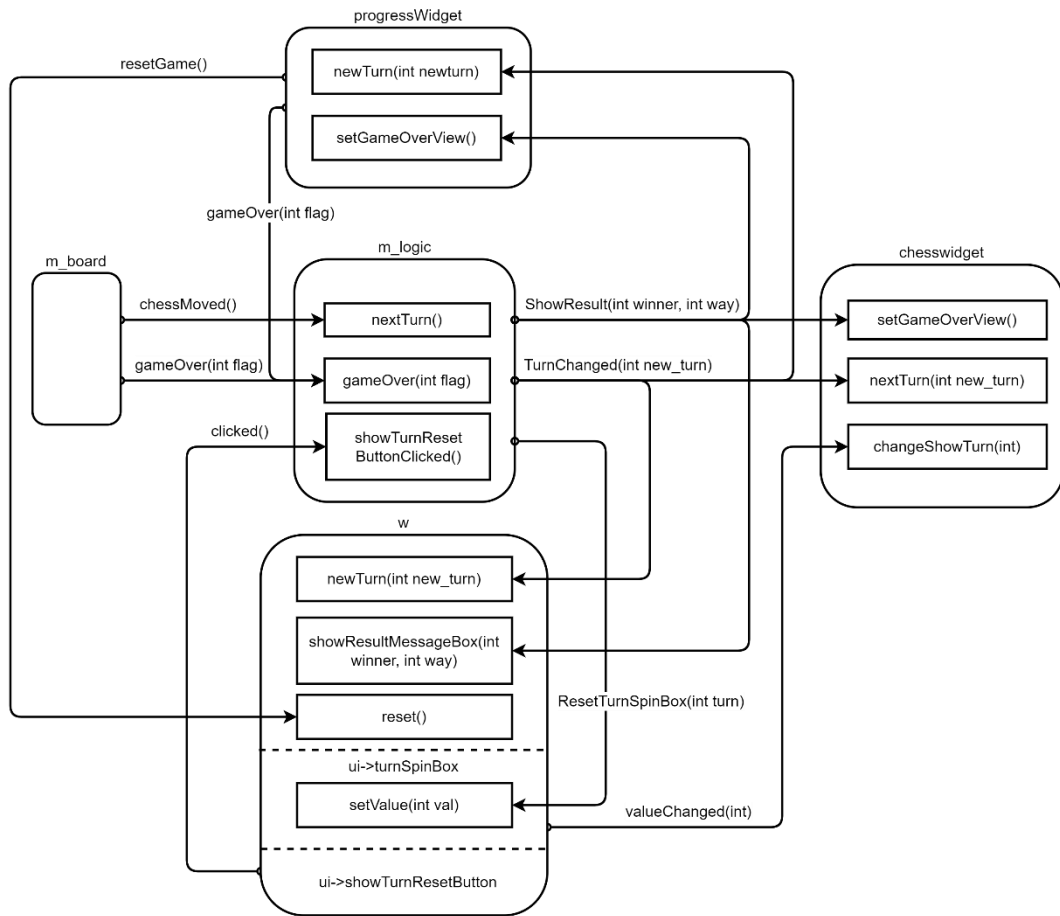 progressWidget
resetGame()
newTurn(int newturn)
setGameOverView()
gameOver(int flag)
m_board
m_logic
chesswidget
chessMoved()
nextTurn()
ShowResult(int winner, int way)
setGameOverView()
gameOver(int flag)
gameOver(int flag)
TurnChanged(int new_turn)
nextTurn(int new_turn)
clicked()
showTurnReset
ButtonClicked()
changeShowTurn(int)
w
newTurn(int new_turn)
showResultMessageBox(int
winner, int way)
ResetTurnSpinBox(int turn)
reset()
ui->turnSpinBox
setValue(int val)
valueChanged(int)
ui->showTurnResetButton